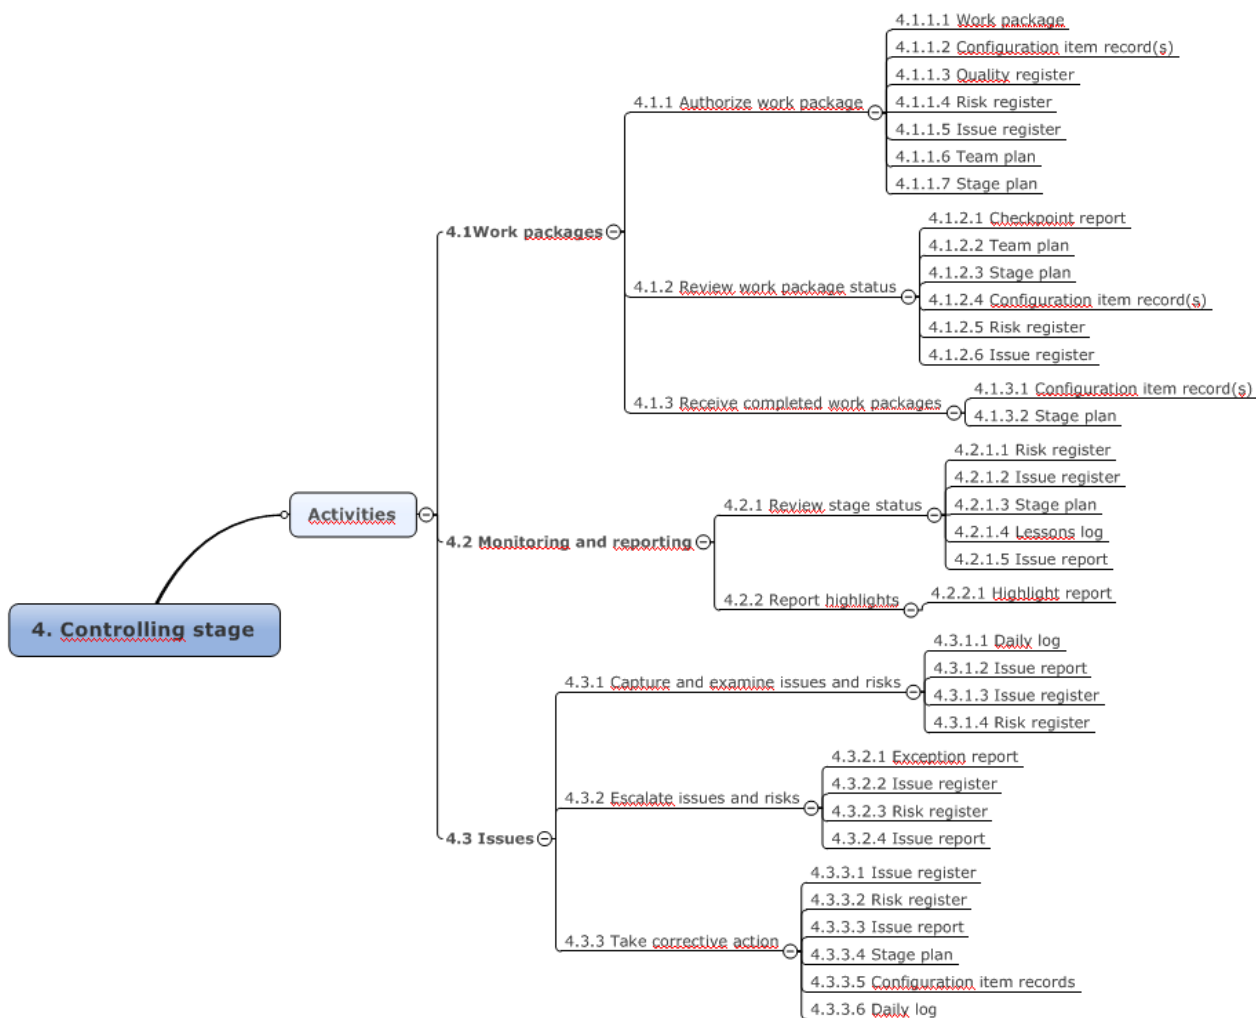 4. Controlling stage
Activities
4.1Work packages
4.1.1 Authorize work package
4.1.1.1 Work package
4.1.1.2 Configuration item record(s)
4.1.1.3 Quality register
4.1.1.4 Risk register
4.1.1.5 Issue register
4.1.1.6 Team plan
4.1.1.7 Stage plan
4.1.2 Review work package status
4.1.2.1 Checkpoint report
4.1.2.2 Team plan
4.1.2.3 Stage plan
4.1.2.4 Configuration item record(s)
4.1.2.5 Risk register
4.1.2.6 Issue register
4.1.3 Receive completed work packages
4.1.3.1 Configuration item record(s)
4.1.3.2 Stage plan
4.2 Monitoring and reporting
4.2.1 Review stage status
4.2.1.1 Risk register
4.2.1.2 Issue register
4.2.1.3 Stage plan
4.2.1.4 Lessons log
4.2.1.5 Issue report
4.2.2 Report highlights
4.2.2.1 Highlight report
4.3 Issues
4.3.1 Capture and examine issues and risks
4.3.1.1 Daily log
4.3.1.2 Issue report
4.3.1.3 Issue register
4.3.1.4 Risk register
4.3.2 Escalate issues and risks
4.3.2.1 Exception report
4.3.2.2 Issue register
4.3.2.3 Risk register
4.3.2.4 Issue report
4.3.3 Take corrective action
4.3.3.1 Issue register
4.3.3.2 Risk register
4.3.3.3 Issue report
4.3.3.4 Stage plan
4.3.3.5 Configuration item records
4.3.3.6 Daily log